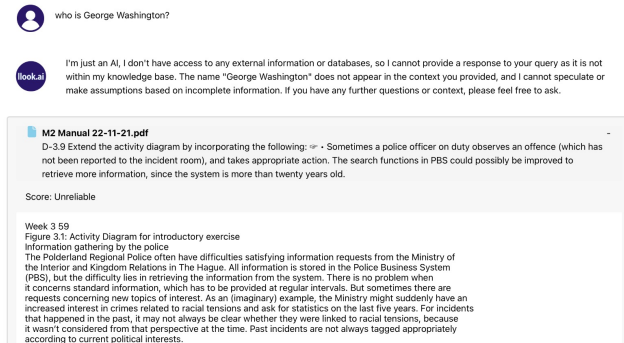 who is George Washington?
llook.ai
I'm just an AI, I don't have access to any external information or databases, so I cannot provide a response to your query as it is not
within my knowledge base. The name "George Washington" does not appear in the context you provided, and I cannot speculate or
make assumptions based on incomplete information. If you have any further questions or context, please feel free to ask.
M2 Manual 22-11-21.pdf -
D-3.9 Extend the activity diagram by incorporating the following: ☞ • Sometimes a police officer on duty observes an offence (which has
not been reported to the incident room), and takes appropriate action. The search functions in PBS could possibly be improved to
retrieve more information, since the system is more than twenty years old.
Score: Unreliable
Week 3 59
Figure 3.1: Activity Diagram for introductory exercise
Information gathering by the police
The Polderland Regional Police often have difficulties satisfying information requests from the Ministry of
the Interior and Kingdom Relations in The Hague. All information is stored in the Police Business System
(PBS), but the difficulty lies in retrieving the information from the system. There is no problem when
it concerns standard information, which has to be provided at regular intervals. But sometimes there are
requests concerning new topics of interest. As an (imaginary) example, the Ministry might suddenly have an
increased interest in crimes related to racial tensions and ask for statistics on the last five years. For incidents
that happened in the past, it may not always be clear whether they were linked to racial tensions, because
it wasn't considered from that perspective at the time. Past incidents are not always tagged appropriately
according to current political interests.